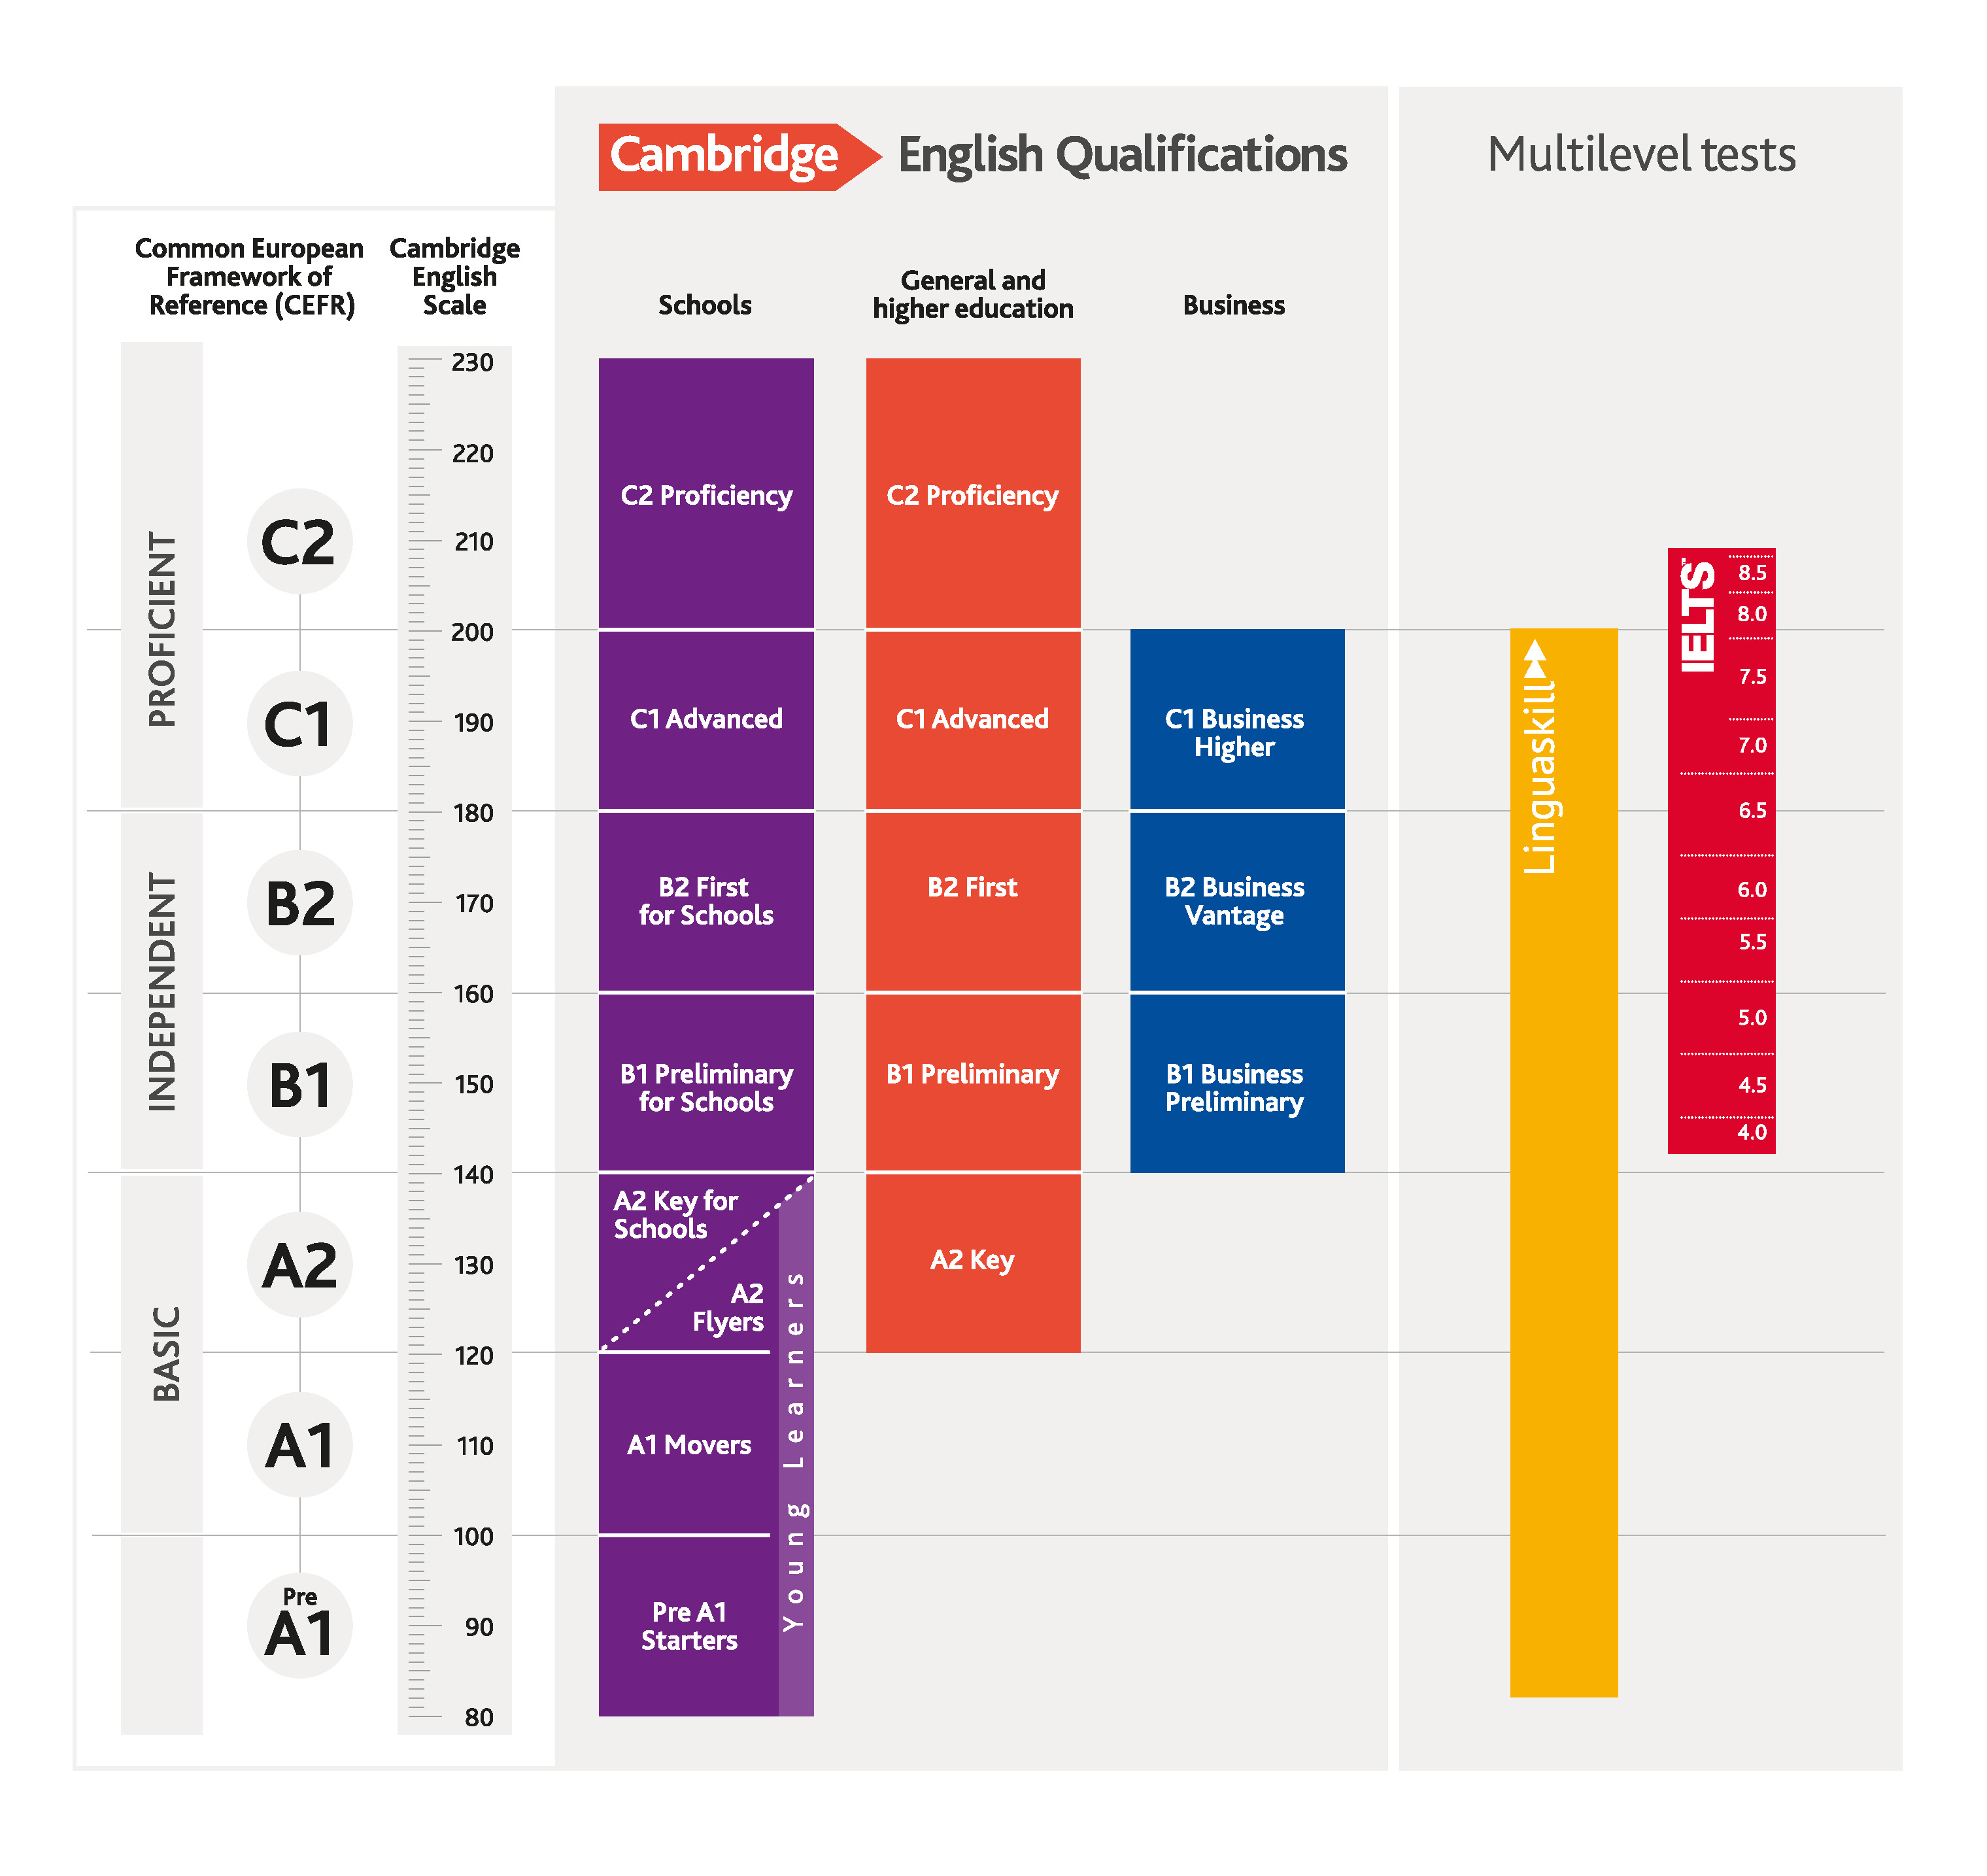 Cambridge English Qualifications
Multilevel tests
Common European
Framework of
Reference (CEFR)
Cambridge
English
Scale
Schools
General and
higher education
Business
PROFICIENT
INDEPENDENT
BASIC
C2
C1
B2
B1
A2
A1
Pre
A1
230
220
210
200
190
180
170
160
150
140
130
120
110
100
90
80
C2 Proficiency
C1 Advanced
B2 First
for Schools
B1 Preliminary
for Schools
A2 Key for
Schools
A2
Flyers
A1 Movers
Pre A1
Starters
Young Learners
C2 Proficiency
C1 Advanced
B2 First
B1 Preliminary
A2 Key
C1 Business
Higher
B2 Business
Vantage
B1 Business
Preliminary
Linguaskill
IELTS™
8.5
8.0
7.5
7.0
6.5
6.0
5.5
5.0
4.5
4.0